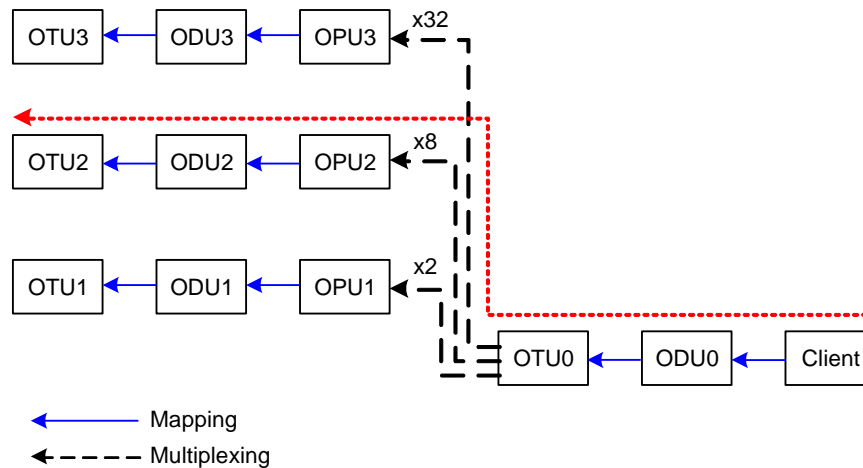 x32
OTU3 ODU3 OPU3
OTU2 ODU2 OPU2 x8
x2
OTU1 ODU1 OPU1
OTU0 ODU0 Client
Mapping
Multiplexing